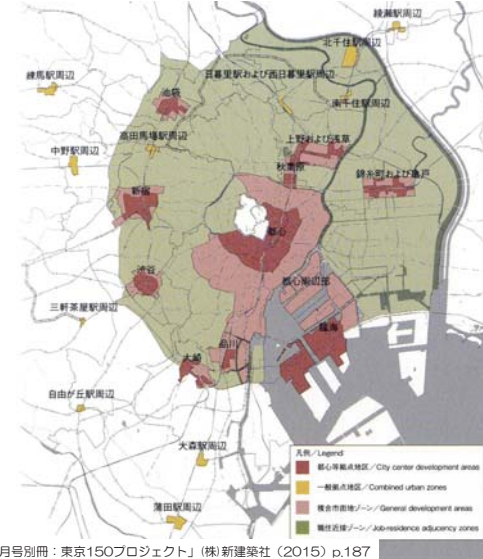 綾瀬駅周辺
北千住駅周辺
日暮里駅および西日暮里駅周辺
練馬駅周辺
池袋
南千住駅周辺
高田馬場駅周辺
上野および浅草
中野駅周辺
秋葉原
錦糸町および亀戸
新宿
都心
渋谷
都心周辺部
三軒茶屋駅周辺
臨海
品川
大崎
自由が丘駅周辺
大森駅周辺
蒲田駅周辺
凡例／Legend
都心等拠点地区／City center development areas
一般拠点地区／Combined urban zones
複合市街地ゾーン／General development areas
職住近接ゾーン／Job-residence adjucency zones
月号別冊：東京150プロジェクト」(株)新建築社（2015）p.187